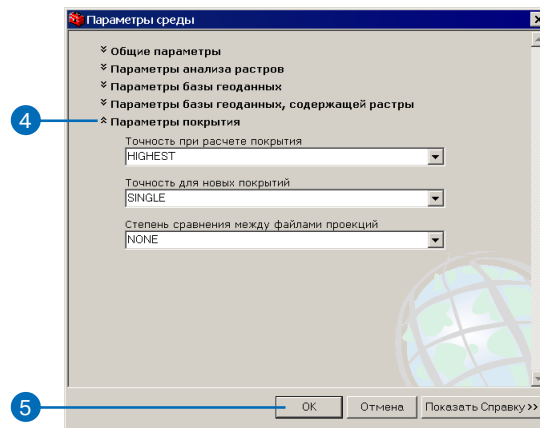 Параметры среды
Общие параметры
Параметры анализа растров
Параметры базы геоданных
Параметры базы геоданных, содержащей растры
4
Параметры покрытия
Точность при расчете покрытия
HIGHEST
Точность для новых покрытий
SINGLE
Степень сравнения между файлами проекций
NONE
5
OK
Отмена
Показать Справку>>